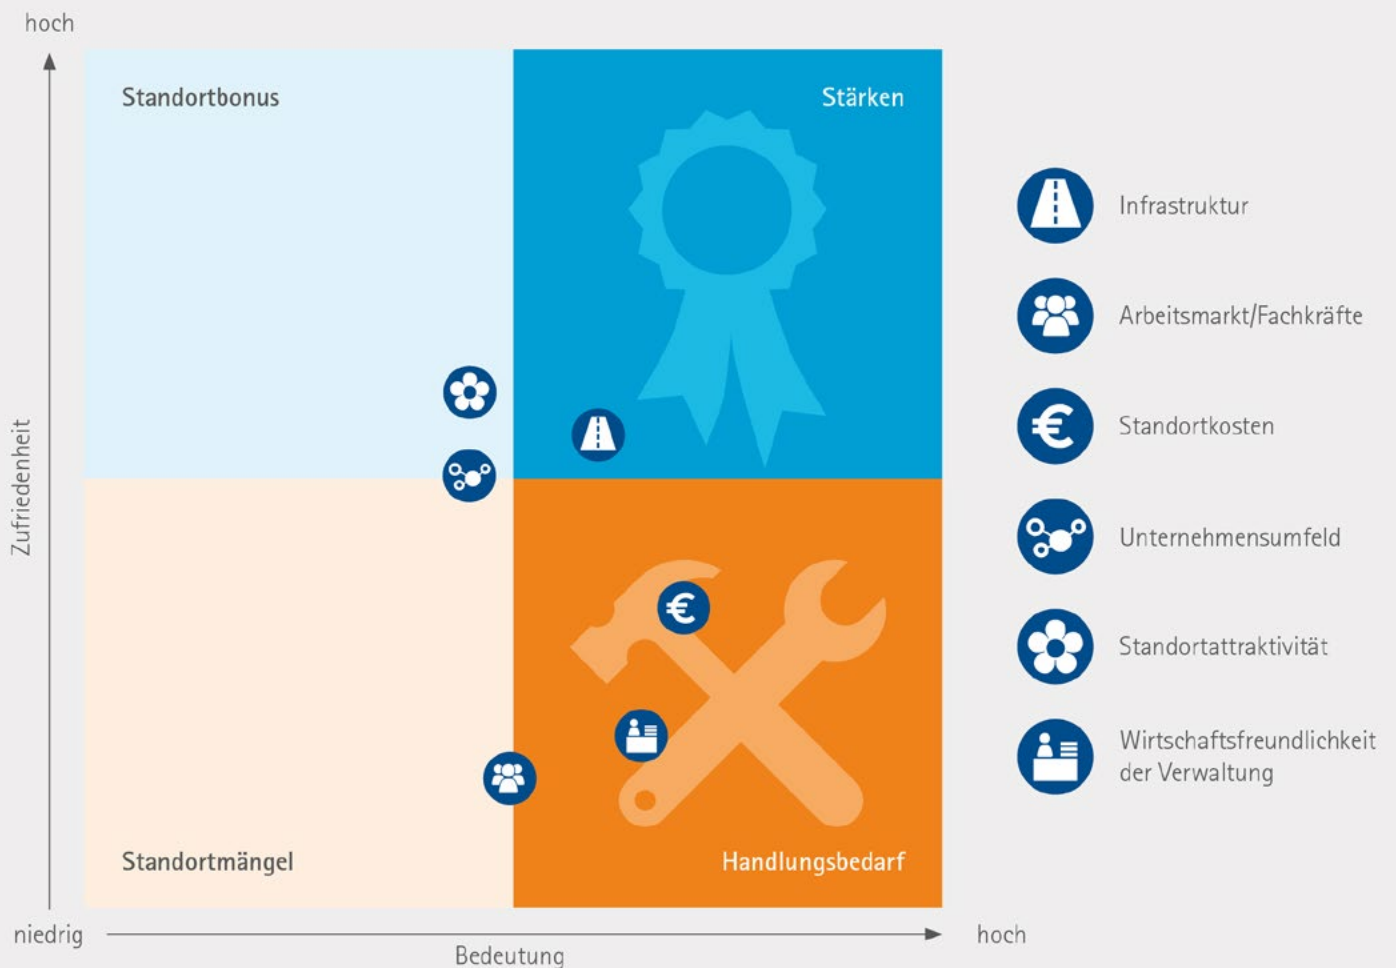 hoch
Standortbonus
Stärken
Infrastruktur
Arbeitsmarkt/Fachkräfte
Standortkosten
Unternehmensumfeld
Standortattraktivität
Wirtschaftsfreundlichkeit
der Verwaltung
Zufriedenheit
Standortmängel
Handlungsbedarf
niedrig
Bedeutung
hoch